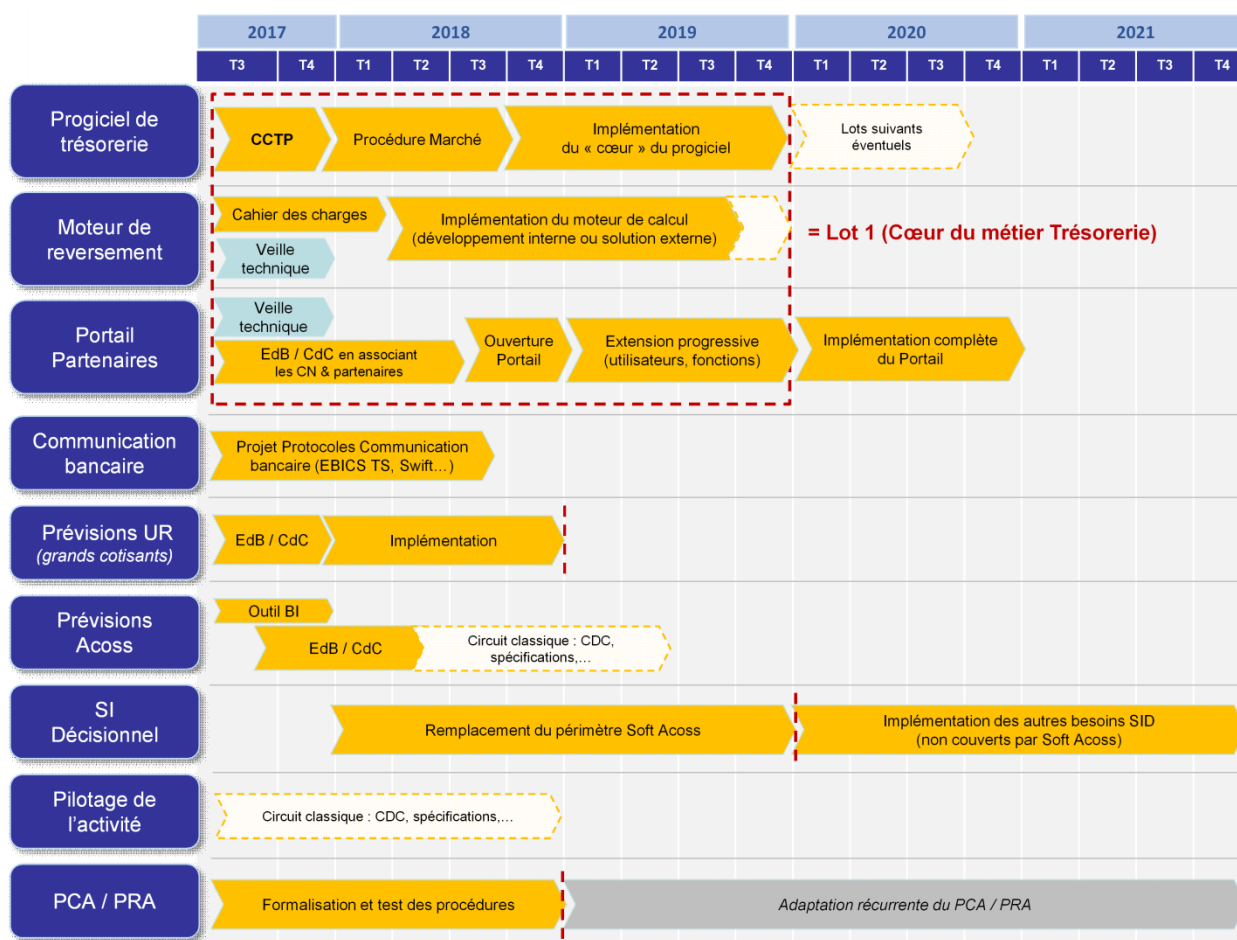 2017 2018 2019 2020 2021
T3 T4 T1 T2 T3 T4 T1 T2 T3 T4 T1 T2 T3 T4 T1 T2 T3 T4
Progiciel de
trésorerie
CCTP
Procédure Marché
Implémentation
du « cœur » du progiciel
Lots suivants
éventuels
Moteur de
reversement
Cahier des charges
Veille
technique
Implémentation du moteur de calcul
(développement interne ou solution externe)
= Lot 1 (Cœur du métier Trésorerie)
Portail
Partenaires
Veille
technique
EdB / CdC en associant
les CN & partenaires
Ouverture
Portail
Extension progressive
(utilisateurs, fonctions)
Implémentation complète
du Portail
Communication
bancaire
Projet Protocoles Communication
bancaire (EBICS TS, Swift…)
Prévisions UR
(grands cotisants)
EdB / CdC
Implémentation
Prévisions
Acoss
Outil BI
EdB / CdC
Circuit classique : CDC,
spécifications,…
SI
Décisionnel
Remplacement du périmètre Soft Acoss
Implémentation des autres besoins SID
(non couverts par Soft Acoss)
Pilotage de
l’activité
Circuit classique : CDC, spécifications,…
PCA / PRA
Formalisation et test des procédures
Adaptation récurrente du PCA / PRA